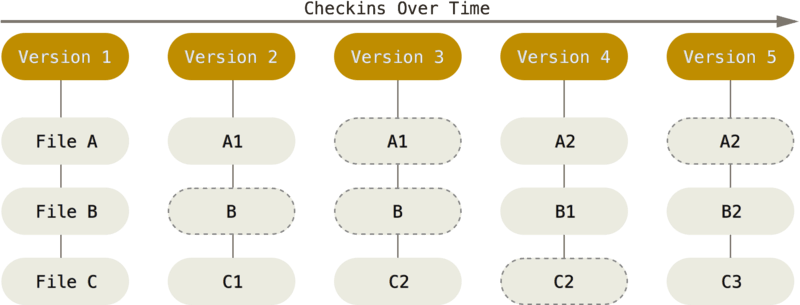 Checkins Over Time
Version 1 Version 2 Version 3 Version 4 Version 5
File A A1 A1 A2 A2
File B B B B1 B2
File C C1 C2 C2 C3